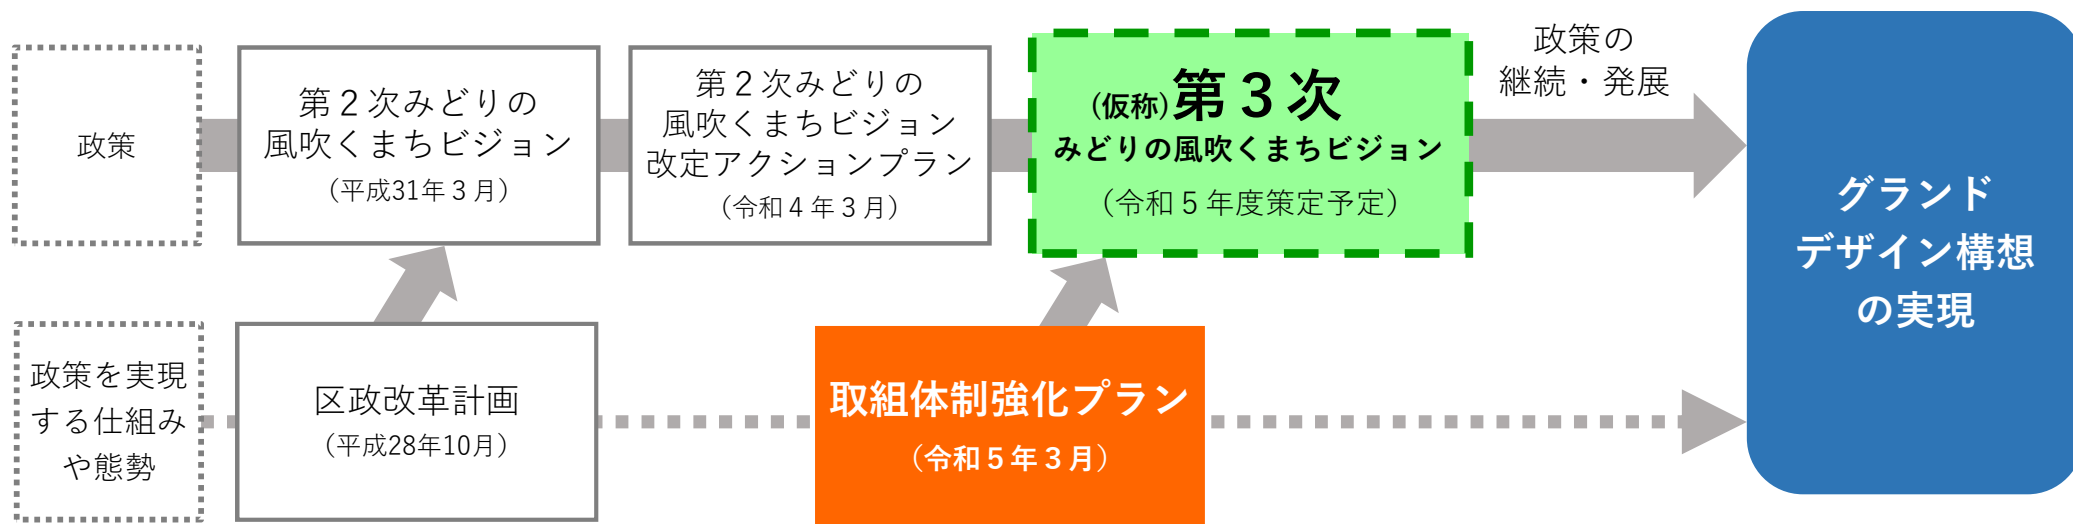 政策
第２次みどりの
風吹くまちビジョン
（平成31年３月）
第２次みどりの
風吹くまちビジョン
改定アクションプラン
（令和４年３月）
(仮称)第３次
みどりの風吹くまちビジョン
（令和５年度策定予定）
政策の
継続・発展
グランド
デザイン構想
の実現
政策を実現
する仕組み
や態勢
区政改革計画
（平成28年10月）
取組体制強化プラン
（令和５年３月）